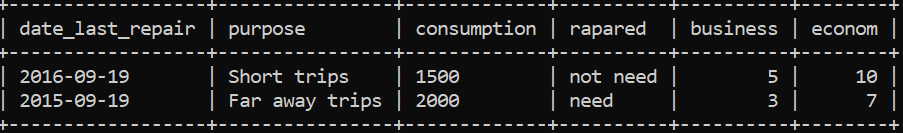 | date_last_repair | purpose | consumption | rapared | business | econom |
| 2016-09-19 | Short trips | 1500 | not need | 5 | 10 |
| 2015-09-19 | Far away trips | 2000 | need | 3 | 7 |